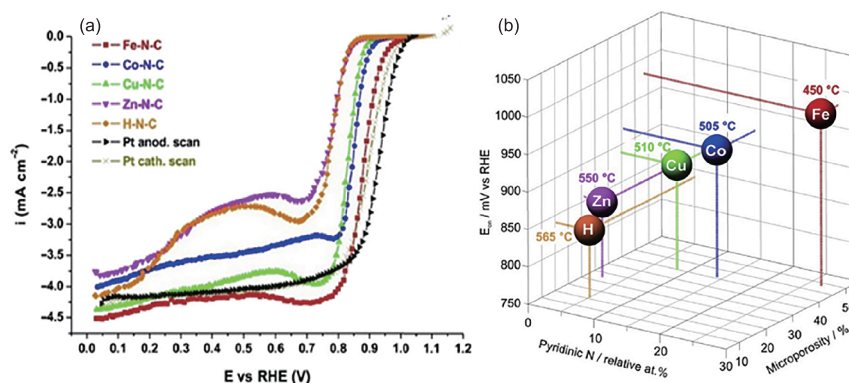 (a)
Fe-N-C
Co-N-C
Cu-N-C
Zn-N-C
H-N-C
Pt anod. scan
Pt cath. scan
i (mA cm⁻²)
0.0
−0.5
−1.0
−1.5
−2.0
−2.5
−3.0
−3.5
−4.0
−4.5
0.0 0.1 0.2 0.3 0.4 0.5 0.6 0.7 0.8 0.9 1.0 1.1 1.2
E vs RHE (V)
(b)
1050
1000
950
900
850
800
750
E / mV vs RHE
450 °C
Fe
505 °C
Co
510 °C
Cu
550 °C
Zn
H
565 °C
0 10 20 30
Pyridinic N / relative at.%
10 20 30 40 50
Microporosity / %